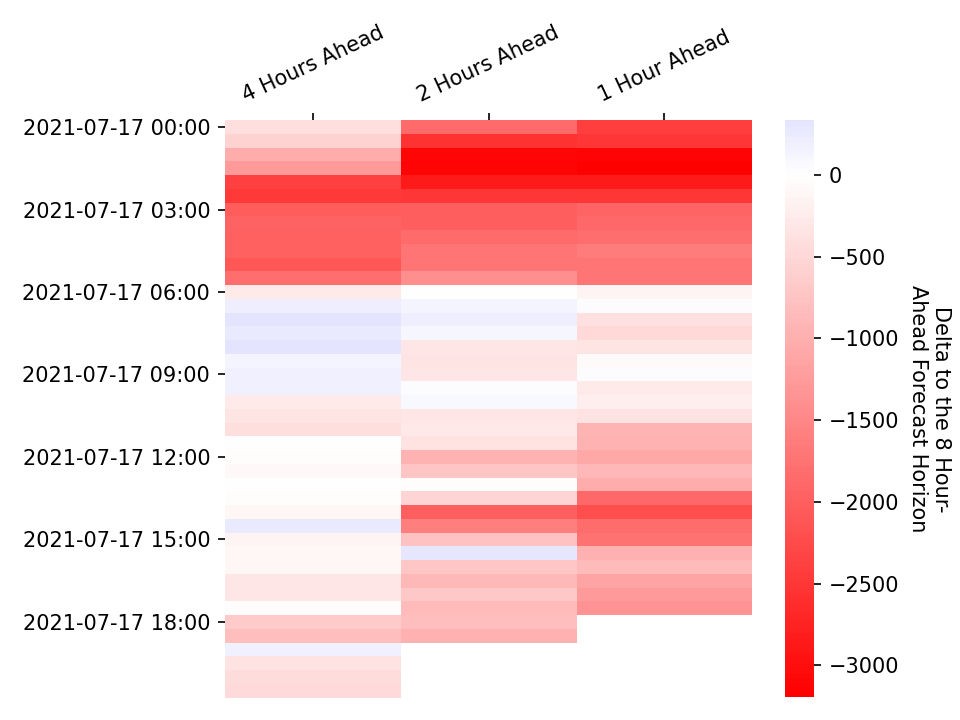 4 Hours Ahead
2 Hours Ahead
1 Hour Ahead
2021-07-17 00:00
2021-07-17 03:00
2021-07-17 06:00
2021-07-17 09:00
2021-07-17 12:00
2021-07-17 15:00
2021-07-17 18:00
0
−500
−1000
−1500
−2000
−2500
−3000
Delta to the 8 Hour-
Ahead Forecast Horizon